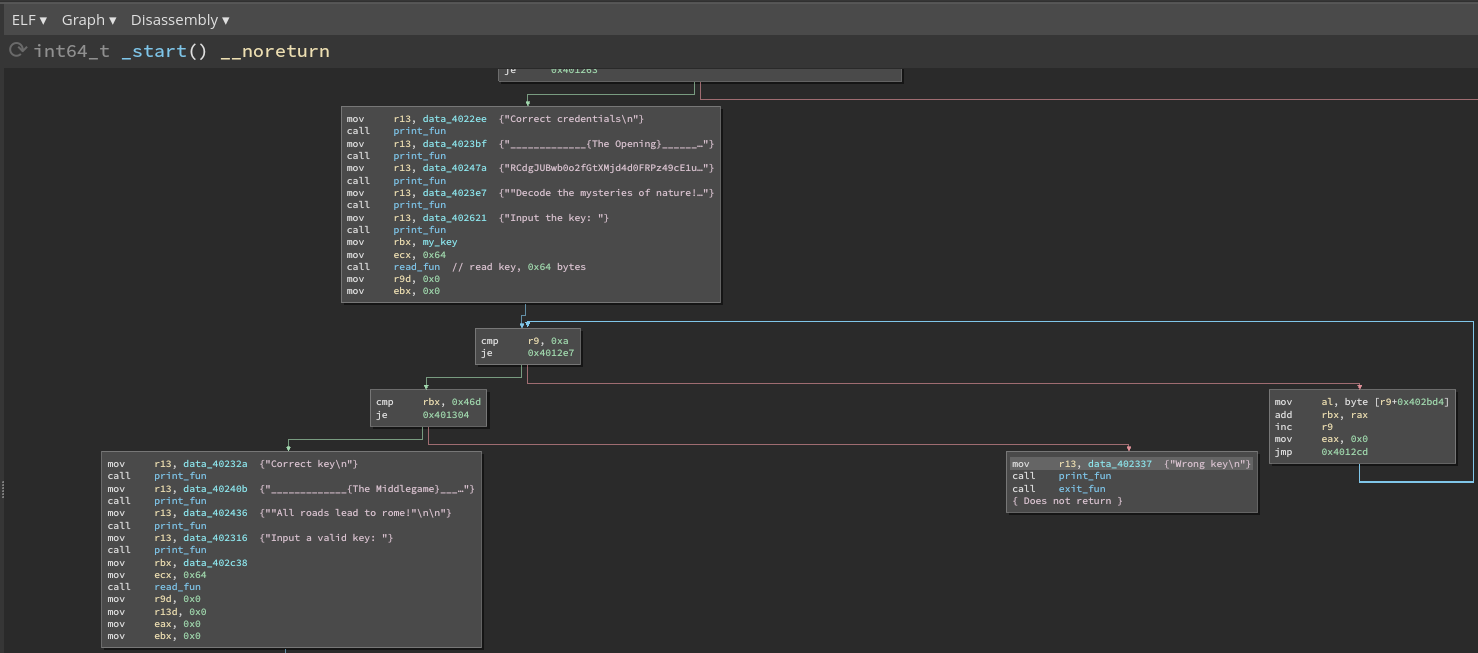 ELF ▾ Graph ▾ Disassembly ▾
int64_t _start() __noreturn
je 0x401263
mov r13, data_4022ee {"Correct credentials\n"}
call print_fun
mov r13, data_4023bf {"_____________{The Opening}______…"}
call print_fun
mov r13, data_40247a {"RCdgJUBwb0o2fGtXMjd4d0FRPz49cE1u…"}
call print_fun
mov r13, data_4023e7 {""Decode the mysteries of nature!…"}
call print_fun
mov r13, data_402621 {"Input the key: "}
call print_fun
mov rbx, my_key
mov ecx, 0x64
call read_fun // read key, 0x64 bytes
mov r9d, 0x0
mov ebx, 0x0
cmp r9, 0xa
je 0x4012e7
cmp rbx, 0x46d
je 0x401304
mov al, byte [r9+0x402bd4]
add rbx, rax
inc r9
mov eax, 0x0
jmp 0x4012cd
mov r13, data_40232a {"Correct key\n"}
call print_fun
mov r13, data_40240b {"_____________{The Middlegame}___…"}
call print_fun
mov r13, data_402436 {""All roads lead to rome!"\n\n"}
call print_fun
mov r13, data_402316 {"Input a valid key: "}
call print_fun
mov rbx, data_402c38
mov ecx, 0x64
call read_fun
mov r9d, 0x0
mov r13d, 0x0
mov eax, 0x0
mov ebx, 0x0
mov r13, data_402337 {"Wrong key\n"}
call print_fun
call exit_fun
{ Does not return }